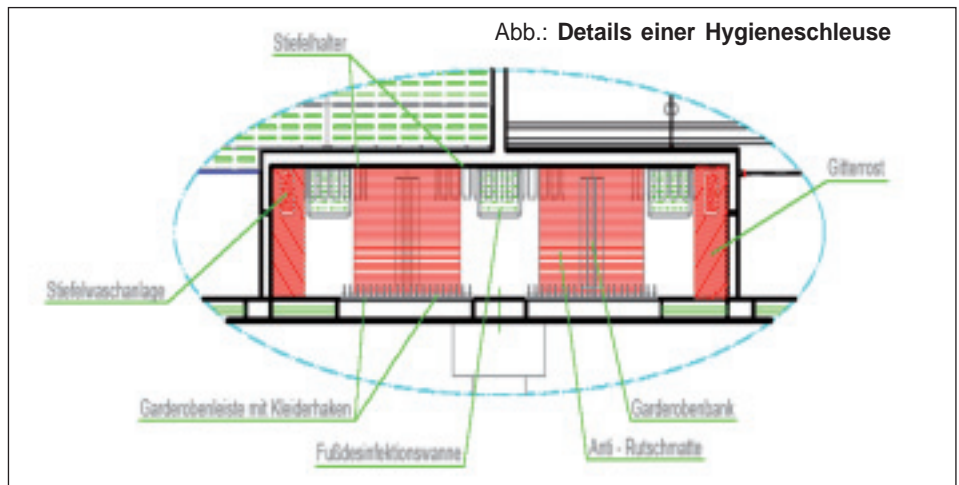 Abb.: Details einer Hygieneschleuse
Stiefelhalter
Gitterrost
Stiefelwaschanlage
Garderobenleiste mit Kleiderhaken
Garderobenbank
Fußdesinfektionswanne
Anti - Rutschmatte